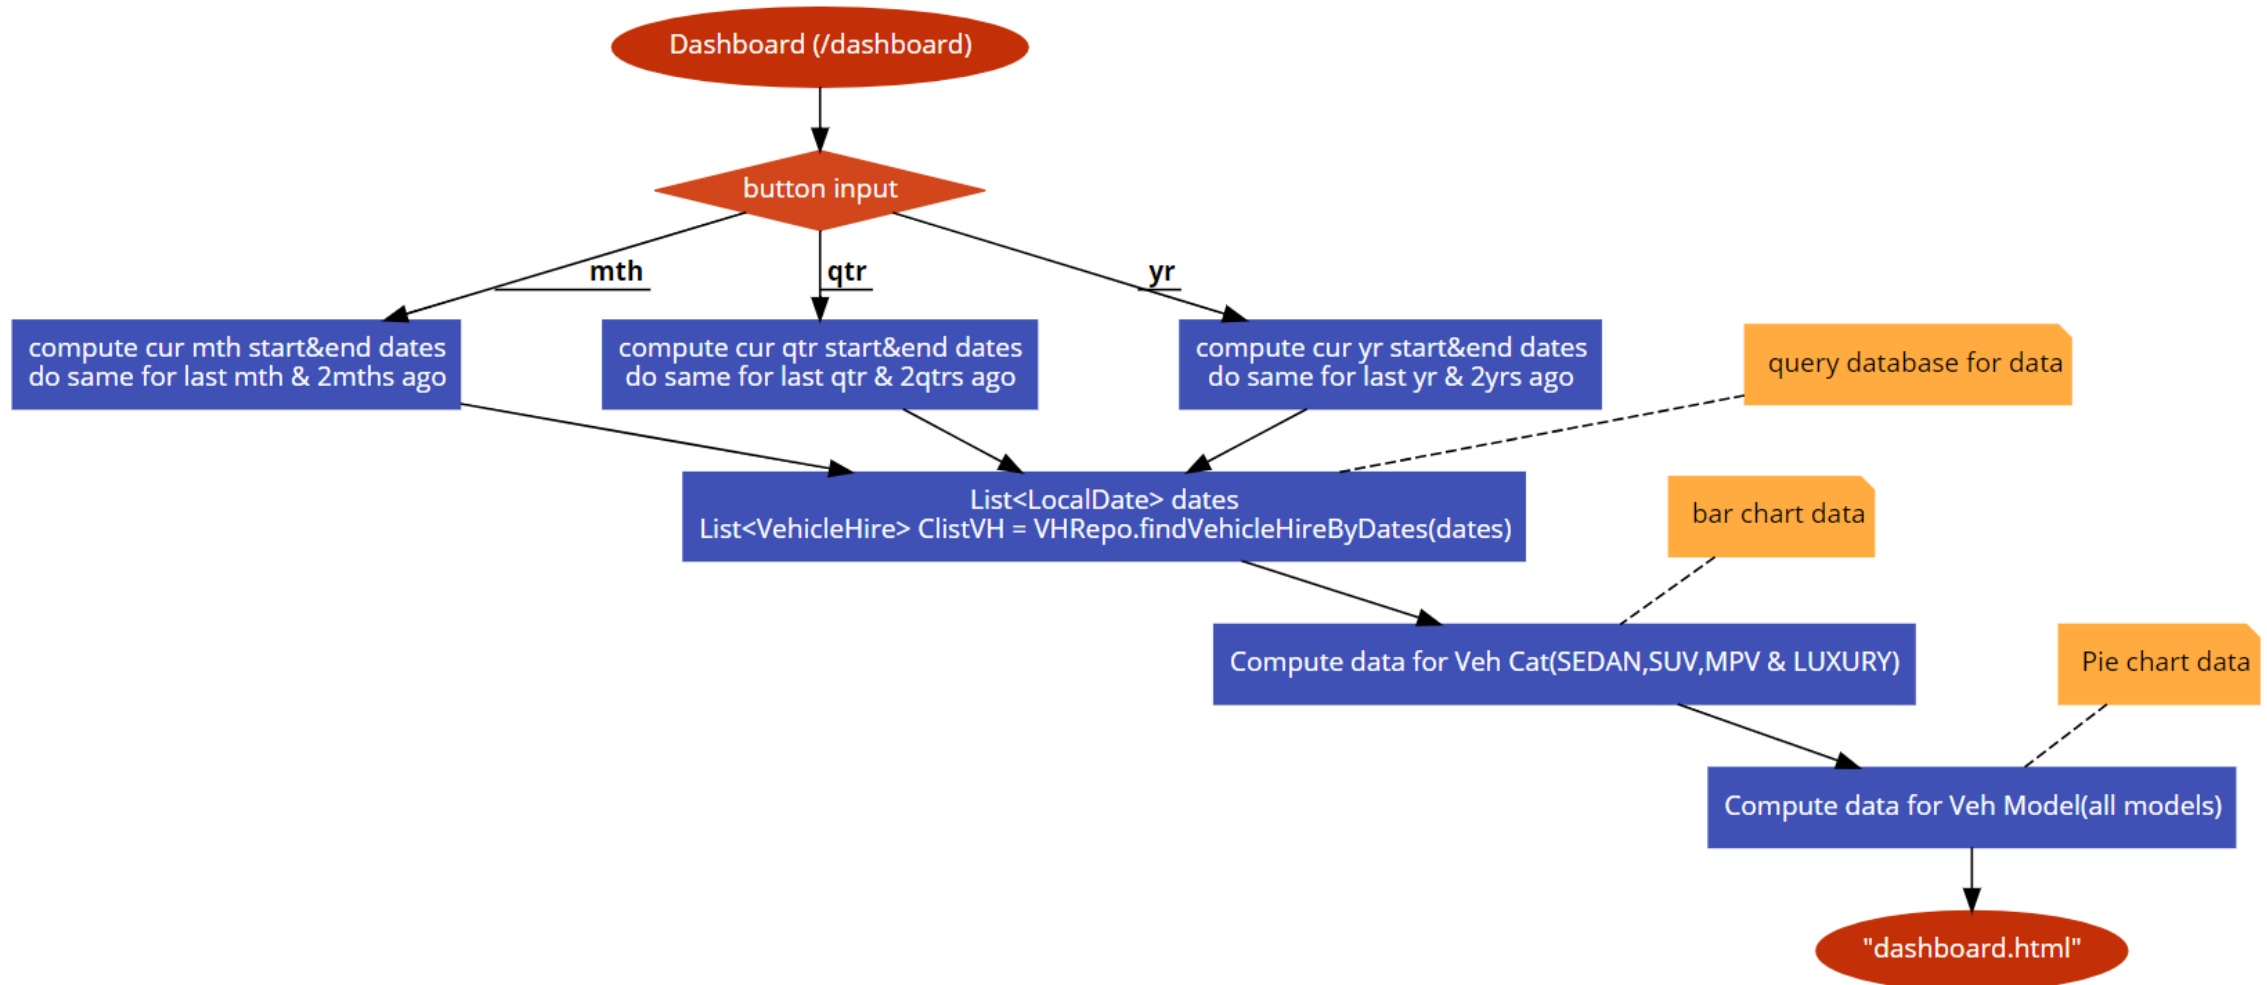 Dashboard (/dashboard)
button input
mth
qtr
yr
compute cur mth start&end dates
do same for last mth & 2mths ago
compute cur qtr start&end dates
do same for last qtr & 2qtrs ago
compute cur yr start&end dates
do same for last yr & 2yrs ago
query database for data
List<LocalDate> dates
List<VehicleHire> ClistVH = VHRepo.findVehicleHireByDates(dates)
bar chart data
Compute data for Veh Cat(SEDAN,SUV,MPV & LUXURY)
Pie chart data
Compute data for Veh Model(all models)
"dashboard.html"